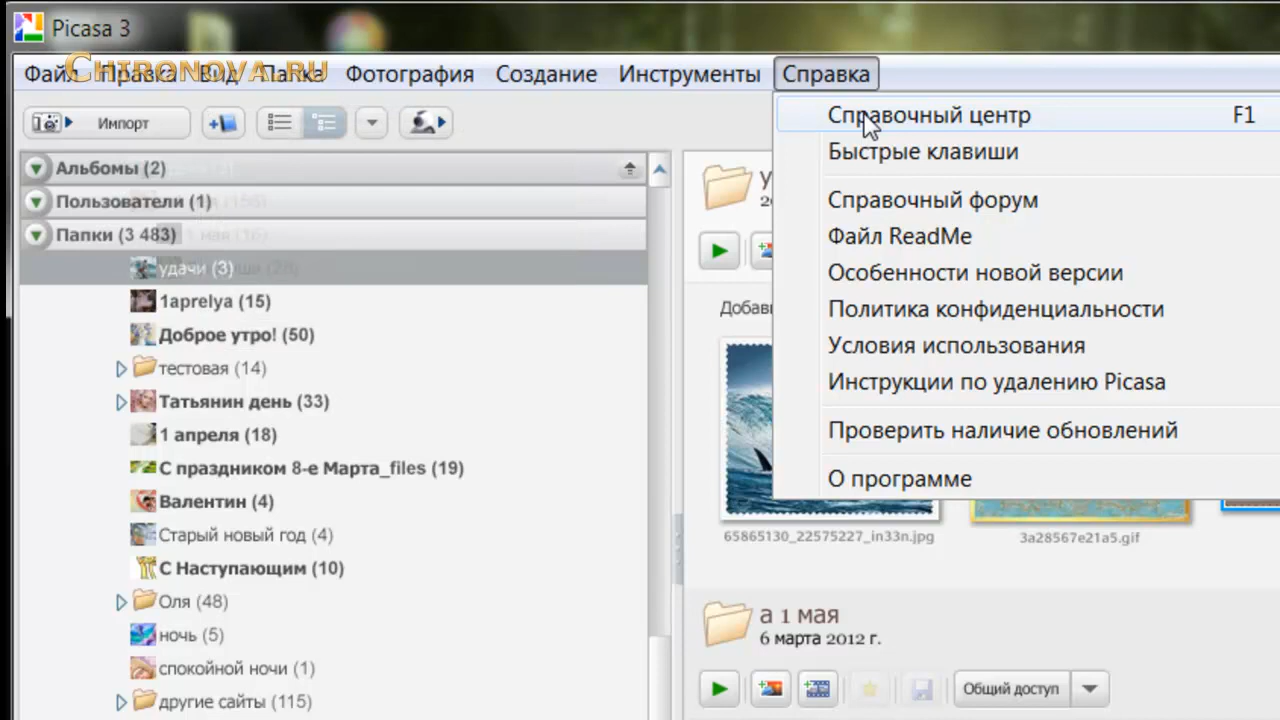 Picasa 3
CHIRONOVA.RU
Файл Правка Вид Папка Фотография Создание Инструменты Справка
Импорт
Справочный центр F1
Быстрые клавиши
Справочный форум
Файл ReadMe
Особенности новой версии
Политика конфиденциальности
Условия использования
Инструкции по удалению Picasa
Проверить наличие обновлений
О программе
Альбомы (2)
Пользователи (1)
Папки (3 483)
удачи (3)
1aprelya (15)
Доброе утро! (50)
тестовая (14)
Татьянин день (33)
1 апреля (18)
С праздником 8-е Марта_files (19)
Валентин (4)
Старый новый год (4)
С Наступающим (10)
Оля (48)
ночь (5)
спокойной ночи (1)
другие сайты (115)
65865130_22575227_in33n.jpg
3a28567e21a5.gif
а 1 мая
6 марта 2012 г.
Общий доступ